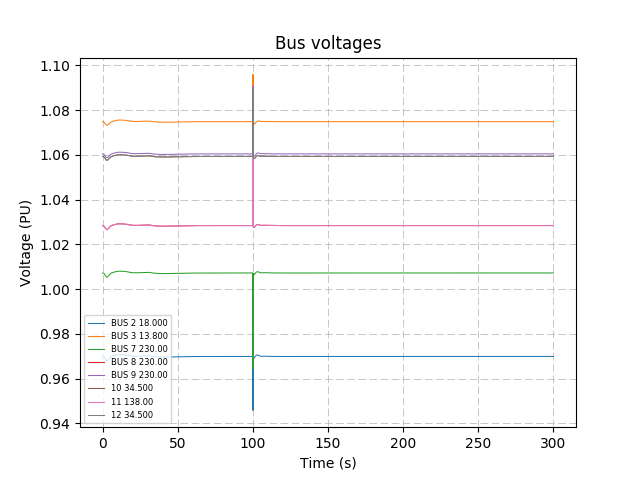 Bus voltages
Voltage (PU)
1.10
1.08
1.06
1.04
1.02
1.00
0.98
0.96
0.94
BUS 2 18.000
BUS 3 13.800
BUS 7 230.00
BUS 8 230.00
BUS 9 230.00
10 34.500
11 138.00
12 34.500
0 50 100 150 200 250 300
Time (s)